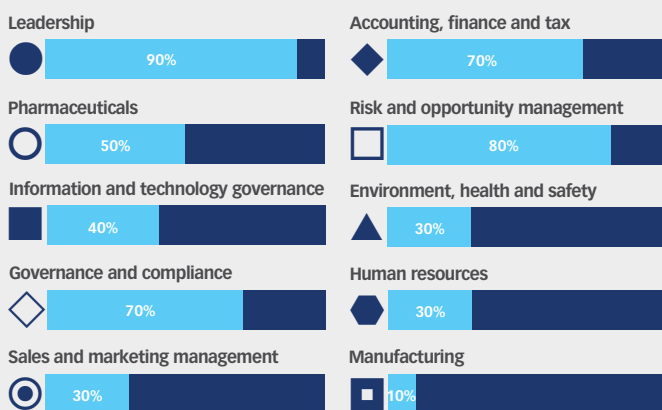 Leadership
90%
Accounting, finance and tax
70%
Pharmaceuticals
50%
Risk and opportunity management
80%
Information and technology governance
40%
Environment, health and safety
30%
Governance and compliance
70%
Human resources
30%
Sales and marketing management
30%
Manufacturing
10%